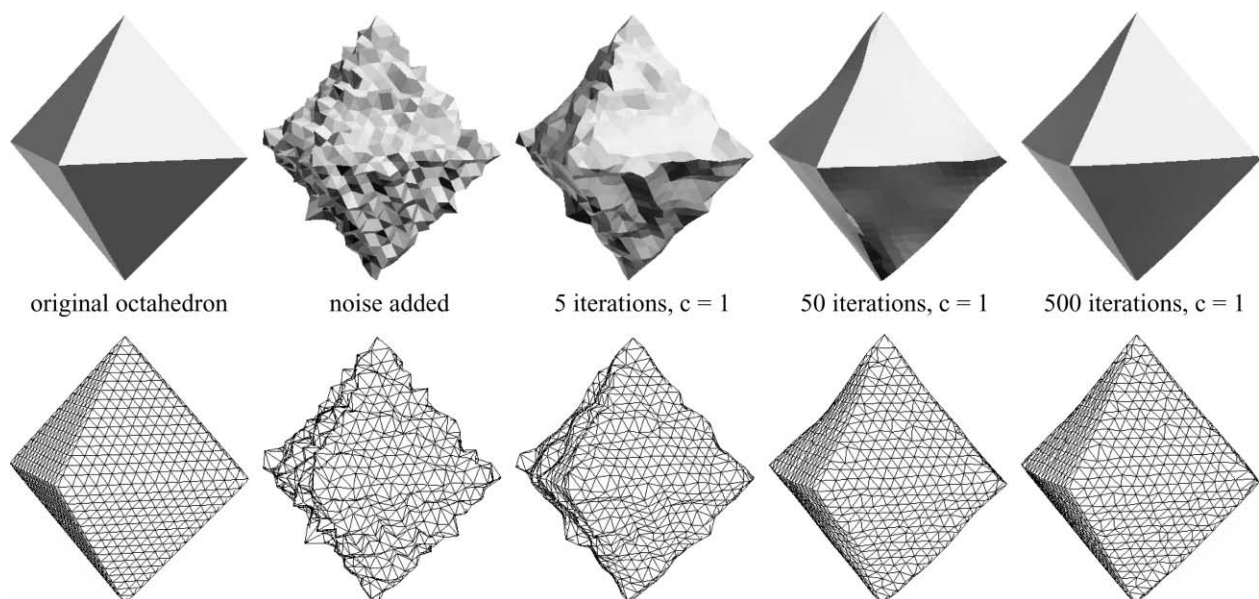 original octahedron
noise added
5 iterations, c = 1
50 iterations, c = 1
500 iterations, c = 1